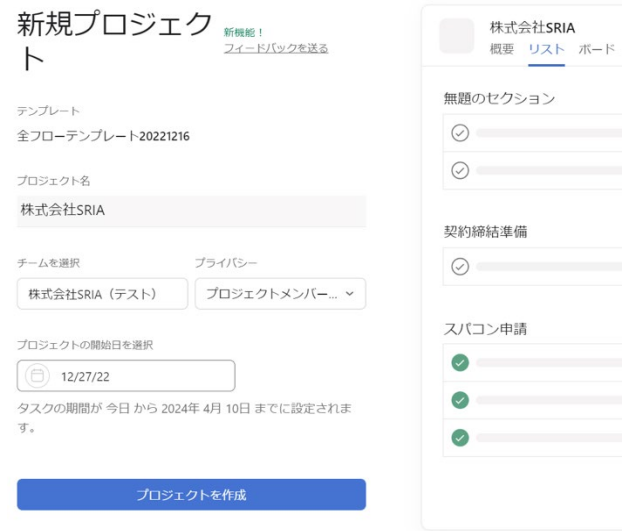 新規プロジェク
ト
新機能！
フィードバックを送る
テンプレート
全フローテンプレート20221216
プロジェクト名
株式会社SRIA
チームを選択
プライバシー
株式会社SRIA（テスト）
プロジェクトメンバー...
プロジェクトの開始日を選択
12/27/22
タスクの期間が 今日 から 2024年 4月 10日 までに設定されま
す。
プロジェクトを作成
株式会社SRIA
概要 リスト ボード
無題のセクション
契約締結準備
スパコン申請